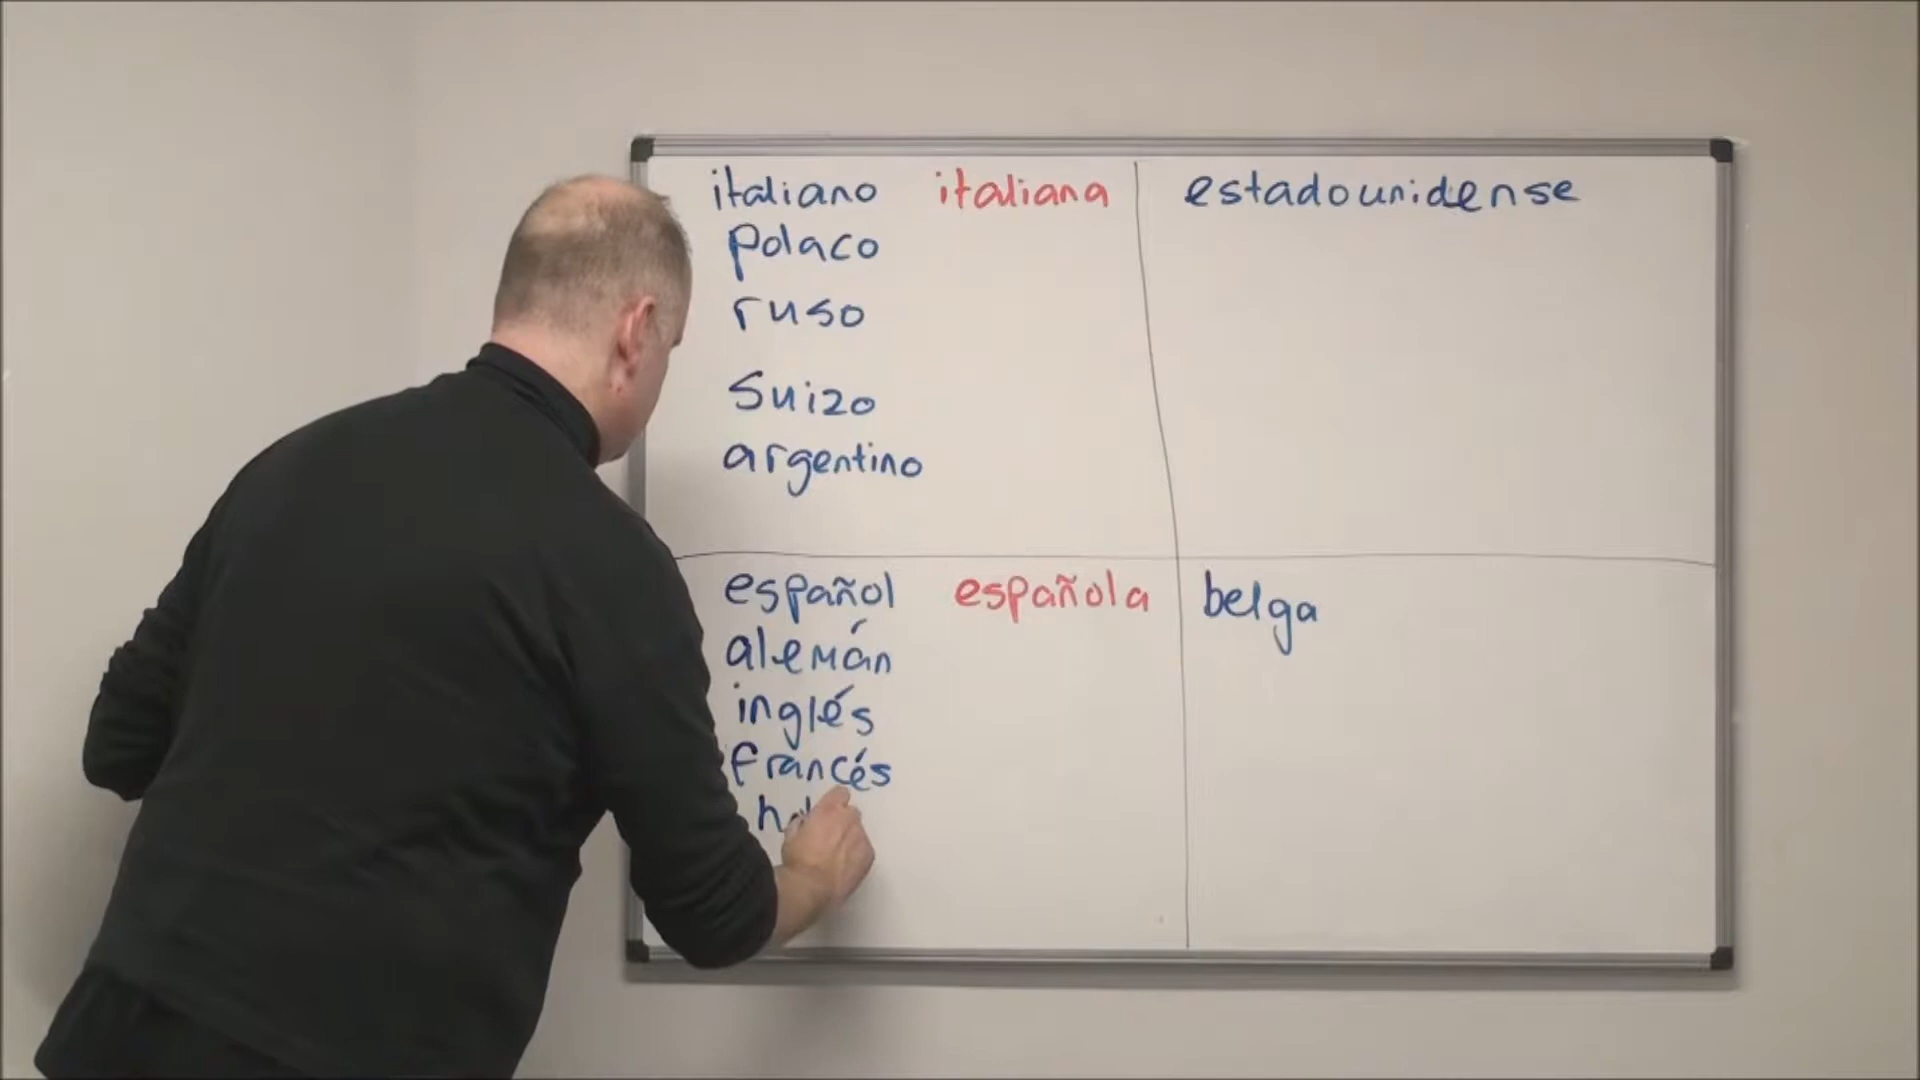 italiano italiana estadounidense
polaco
ruso
Suizo
argentino
español española belga
alemán
inglés
francés